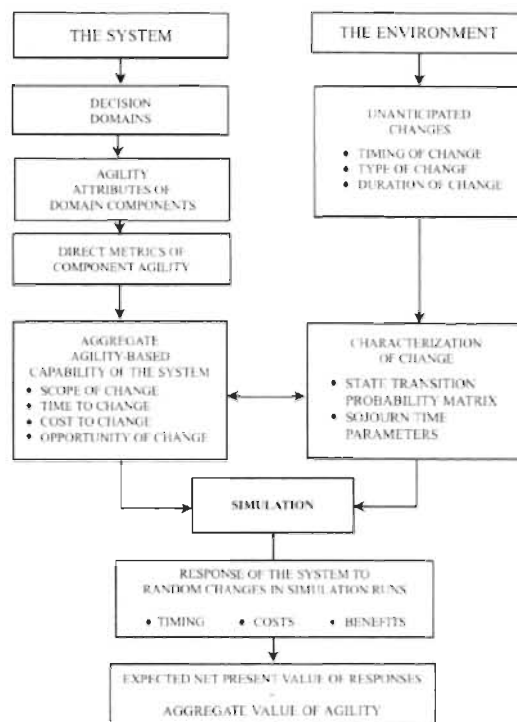 THE SYSTEM
DECISION
DOMAINS
AGILITY
ATTRIBUTES OF
DOMAIN COMPONENTS
DIRECT METRICS OF
COMPONENT AGILITY
AGGREGATE
AGILITY-BASED
CAPABILITY OF THE SYSTEM
• SCOPE OF CHANGE
• TIME TO CHANGE
• COST TO CHANGE
• OPPORTUNITY OF CHANGE
THE ENVIRONMENT
UNANTICIPATED
CHANGES
• TIMING OF CHANGE
• TYPE OF CHANGE
• DURATION OF CHANGE
CHARACTERIZATION
OF CHANGE
• STATE TRANSITION
PROBABILITY MATRIX
• SOJOURN TIME
PARAMETERS
SIMULATION
RESPONSE OF THE SYSTEM TO
RANDOM CHANGES IN SIMULATION RUNS
• TIMING • COSTS • BENEFITS
EXPECTED NET PRESENT VALUE OF RESPONSES
AGGREGATE VALUE OF AGILITY